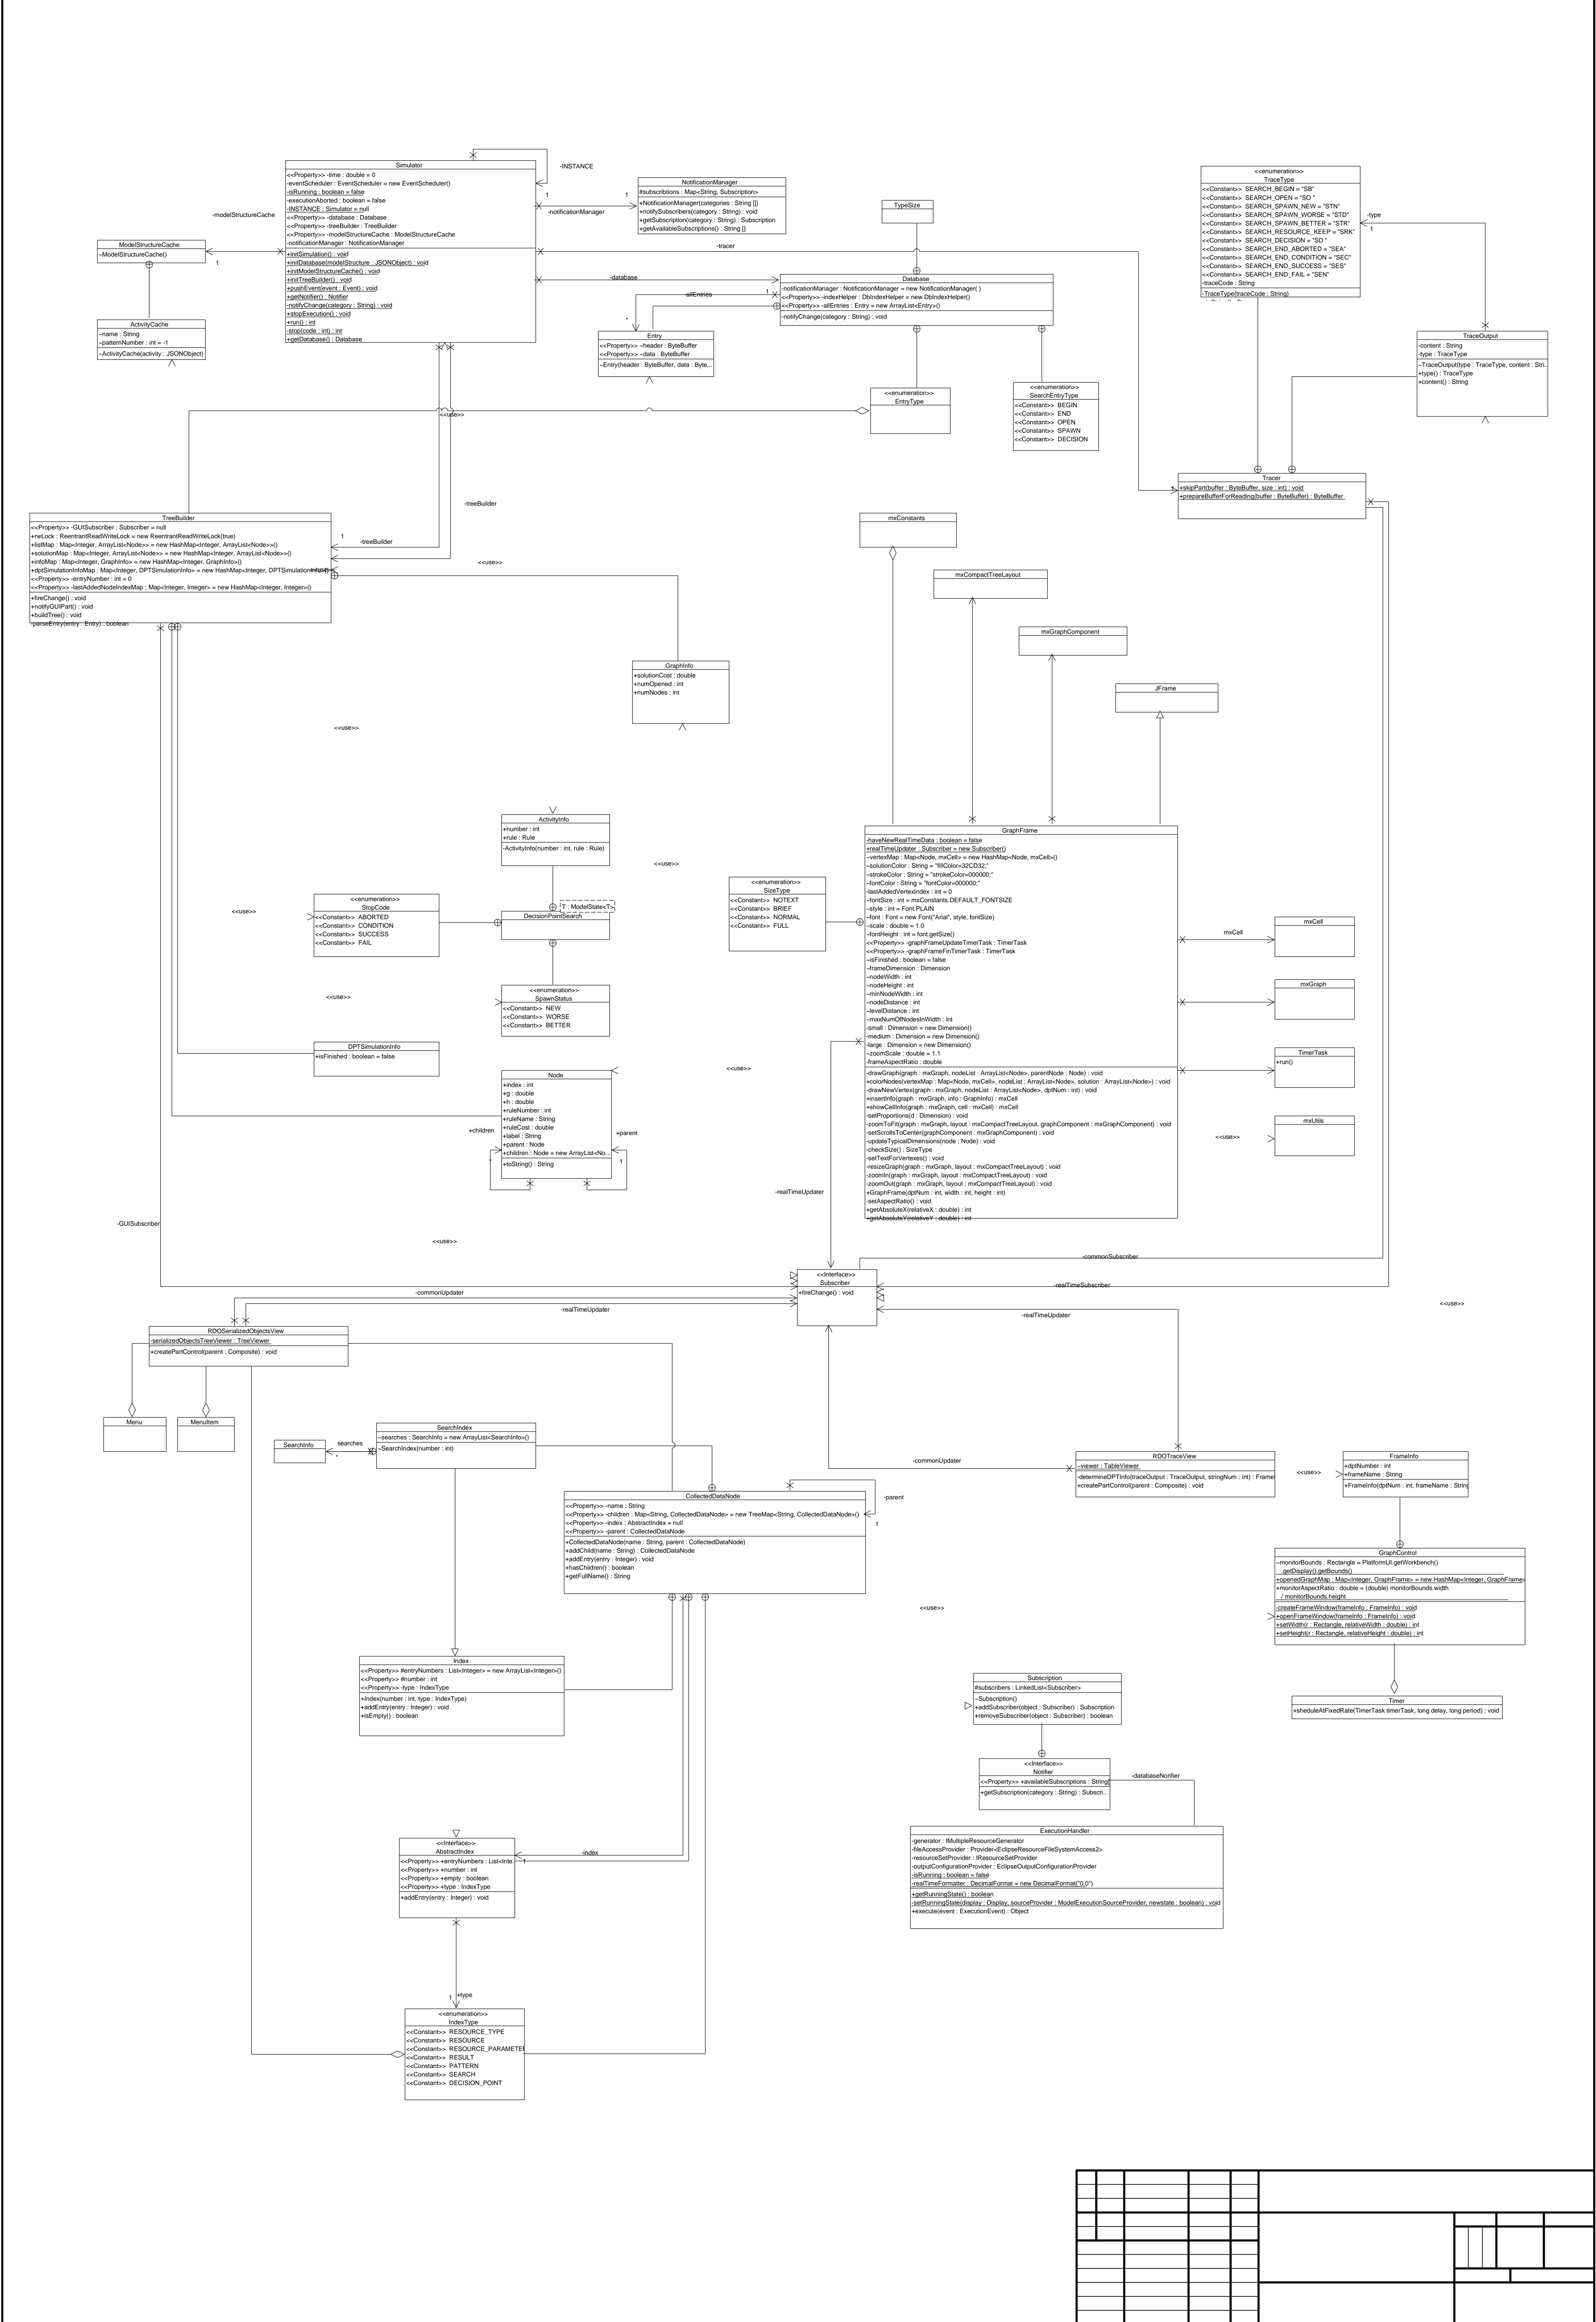 Simulator
<<Property>> -time : double = 0
-eventScheduler : EventScheduler = new EventScheduler()
-isRunning : boolean = false
-executionAborted : boolean = false
-INSTANCE : Simulator = null
<<Property>> -database : Database
<<Property>> -treeBuilder : TreeBuilder
<<Property>> -modelStructureCache : ModelStructureCache
-notificationManager : NotificationManager
+initSimulation() : void
+initDatabase(modelStructure : JSONObject) : void
+initModelStructureCache() : void
+initTreeBuilder() : void
+pushEvent(event : Event) : void
+getNotifier() : Notifier
-notifyChange(category : String) : void
+stopExecution() : void
+run() : int
-stop(code : int) : int
+getDatabase() : Database
-INSTANCE
1
1
-notificationManager
-modelStructureCache
1
-tracer
-database
NotificationManager
#subscribtions : Map<String, Subscription>
+NotificationManager(categories : String [])
+notifySubscribers(category : String) : void
+getSubscription(category : String) : Subscription
+getAvailableSubscriptions() : String []
TypeSize
<<enumeration>>
TraceType
<<Constant>> SEARCH_BEGIN = "SB"
<<Constant>> SEARCH_OPEN = "SO "
<<Constant>> SEARCH_SPAWN_NEW = "STN"
<<Constant>> SEARCH_SPAWN_WORSE = "STD"
<<Constant>> SEARCH_SPAWN_BETTER = "STR"
<<Constant>> SEARCH_RESOURCE_KEEP = "SRK"
<<Constant>> SEARCH_DECISION = "SD "
<<Constant>> SEARCH_END_ABORTED = "SEA"
<<Constant>> SEARCH_END_CONDITION = "SEC"
<<Constant>> SEARCH_END_SUCCESS = "SES"
<<Constant>> SEARCH_END_FAIL = "SEN"
-traceCode : String
-TraceType(traceCode : String)
-type
1
ModelStructureCache
~ModelStructureCache()
ActivityCache
~name : String
~patternNumber : int = -1
~ActivityCache(activity : JSONObject)
Database
-notificationManager : NotificationManager = new NotificationManager( )
<<Property>> -indexHelper : DbIndexHelper = new DbIndexHelper()
<<Property>> -allEntries : Entry = new ArrayList<Entry>()
-notifyChange(category : String) : void
-allEntries
1
*
Entry
<<Property>> ~header : ByteBuffer
<<Property>> ~data : ByteBuffer
~Entry(header : ByteBuffer, data : Byte...
<<enumeration>>
EntryType
<<enumeration>>
SearchEntryType
<<Constant>> BEGIN
<<Constant>> END
<<Constant>> OPEN
<<Constant>> SPAWN
<<Constant>> DECISION
TraceOutput
-content : String
-type : TraceType
~TraceOutput(type : TraceType, content : Stri..
+type() : TraceType
+content() : String
<<use>>
Tracer
+skipPart(buffer : ByteBuffer, size : int) : void
+prepareBufferForReading(buffer : ByteBuffer) : ByteBuffer
1
-treeBuilder
TreeBuilder
<<Property>> -GUISubscriber : Subscriber = null
+rwLock : ReentrantReadWriteLock = new ReentrantReadWriteLock(true)
+listMap : Map<Integer, ArrayList<Node>> = new HashMap<Integer, ArrayList<Node>>()
+solutionMap : Map<Integer, ArrayList<Node>> = new HashMap<Integer, ArrayList<Node>>()
+infoMap : Map<Integer, GraphInfo> = new HashMap<Integer, GraphInfo>()
+dptSimulationInfoMap : Map<Integer, DPTSimulationInfo> = new HashMap<Integer, DPTSimulationInfo>()
<<Property>> -entryNumber : int = 0
<<Property>> -lastAddedNodeIndexMap : Map<Integer, Integer> = new HashMap<Integer, Integer>()
+fireChange() : void
+notifyGUIPart() : void
+buildTree() : void
-parseEntry(entry : Entry) : boolean
1
-treeBuilder
<<use>>
mxConstants
mxCompactTreeLayout
mxGraphComponent
JFrame
GraphInfo
+solutionCost : double
+numOpened : int
+numNodes : int
<<use>>
ActivityInfo
+number : int
+rule : Rule
-ActivityInfo(number : int, rule : Rule)
<<use>>
<<enumeration>>
StopCode
<<Constant>> ABORTED
<<Constant>> CONDITION
<<Constant>> SUCCESS
<<Constant>> FAIL
<<use>>
T : ModelState<T>
DecisionPointSearch
<<enumeration>>
SizeType
<<Constant>> NOTEXT
<<Constant>> BRIEF
<<Constant>> NORMAL
<<Constant>> FULL
<<use>>
<<enumeration>>
SpawnStatus
<<Constant>> NEW
<<Constant>> WORSE
<<Constant>> BETTER
DPTSimulationInfo
+isFinished : boolean = false
Node
+index : int
+g : double
+h : double
+ruleNumber : int
+ruleName : String
+ruleCost : double
+label : String
+parent : Node
+children : Node = new ArrayList<No...
+toString() : String
+children
*
+parent
1
<<use>>
GraphFrame
-haveNewRealTimeData : boolean = false
+realTimeUpdater : Subscriber = new Subscriber()
~vertexMap : Map<Node, mxCell> = new HashMap<Node, mxCell>()
~solutionColor : String = "fillColor=32CD32;"
~strokeColor : String = "strokeColor=000000;"
~fontColor : String = "fontColor=000000;"
-lastAddedVertexIndex : int = 0
~fontSize : int = mxConstants.DEFAULT_FONTSIZE
~style : int = Font.PLAIN
~font : Font = new Font("Arial", style, fontSize)
~scale : double = 1.0
~fontHeight : int = font.getSize()
<<Property>> -graphFrameUpdateTimerTask : TimerTask
<<Property>> -graphFrameFinTimerTask : TimerTask
~isFinished : boolean = false
~frameDimension : Dimension
~nodeWidth : int
~nodeHeight : int
~minNodeWidth : int
~nodeDistance : int
~levelDistance : int
~maxNumOfNodesInWidth : int
-small : Dimension = new Dimension()
-medium : Dimension = new Dimension()
-large : Dimension = new Dimension()
~zoomScale : double = 1.1
-frameAspectRatio : double
-drawGraph(graph : mxGraph, nodeList : ArrayList<Node>, parentNode : Node) : void
+colorNodes(vertexMap : Map<Node, mxCell>, nodeList : ArrayList<Node>, solution : ArrayList<Node>) : void
-drawNewVertex(graph : mxGraph, nodeList : ArrayList<Node>, dptNum : int) : void
+insertInfo(graph : mxGraph, info : GraphInfo) : mxCell
+showCellInfo(graph : mxGraph, cell : mxCell) : mxCell
-setProportions(d : Dimension) : void
-zoomToFit(graph : mxGraph, layout : mxCompactTreeLayout, graphComponent : mxGraphComponent) : void
-setScrollsToCenter(graphComponent : mxGraphComponent) : void
-updateTypicalDimensions(node : Node) : void
-checkSize() : SizeType
-setTextForVertexes() : void
-resizeGraph(graph : mxGraph, layout : mxCompactTreeLayout) : void
-zoomIn(graph : mxGraph, layout : mxCompactTreeLayout) : void
-zoomOut(graph : mxGraph, layout : mxCompactTreeLayout) : void
+GraphFrame(dptNum : int, width : int, height : int)
-setAspectRatio() : void
+getAbsoluteX(relativeX : double) : int
+getAbsoluteY(relativeY : double) : int
mxCell
mxCell
mxGraph
TimerTask
+run()
mxUtils
<<use>>
-realTimeUpdater
-GUISubscriber
<<use>>
-commonSubscriber
-realTimeSubscriber
<<Interface>>
Subscriber
+fireChange() : void
-commonUpdater
-realTimeUpdater
-realTimeUpdater
<<use>>
RDOSerializedObjectsView
-serializedObjectsTreeViewer : TreeViewer
+createPartControl(parent : Composite) : void
Menu
MenuItem
SearchIndex
~searches : SearchInfo = new ArrayList<SearchInfo>()
~SearchIndex(number : int)
SearchInfo
searches
*
-commonUpdater
RDOTraceView
~viewer : TableViewer
-determineDPTInfo(traceOutput : TraceOutput, stringNum : int) : FrameI
+createPartControl(parent : Composite) : void
FrameInfo
+dptNumber : int
+frameName : String
+FrameInfo(dptNum : int, frameName : String
<<use>>
CollectedDataNode
<<Property>> -name : String
<<Property>> -children : Map<String, CollectedDataNode> = new TreeMap<String, CollectedDataNode>()
<<Property>> -index : AbstractIndex = null
<<Property>> -parent : CollectedDataNode
+CollectedDataNode(name : String, parent : CollectedDataNode)
+addChild(name : String) : CollectedDataNode
+addEntry(entry : Integer) : void
+hasChildren() : boolean
+getFullName() : String
-parent
1
GraphControl
~monitorBounds : Rectangle = PlatformUI.getWorkbench()
.getDisplay().getBounds()
+openedGraphMap : Map<Integer, GraphFrame> = new HashMap<Integer, GraphFrame>
+monitorAspectRatio : double = (double) monitorBounds.width
/ monitorBounds.height
-createFrameWindow(frameInfo : FrameInfo) : void
+openFrameWindow(frameInfo : FrameInfo) : void
+setWidth(r : Rectangle, relativeWidth : double) : int
+setHeight(r : Rectangle, relativeHeight : double) : int
<<use>>
Index
<<Property>> #entryNumbers : List<Integer> = new ArrayList<Integer>()
<<Property>> #number : int
<<Property>> -type : IndexType
+Index(number : int, type : IndexType)
+addEntry(entry : Integer) : void
+isEmpty() : boolean
Subscription
#subscribers : LinkedList<Subscriber>
~Subscription()
+addSubscriber(object : Subscriber) : Subscription
+removeSubscriber(object : Subscriber) : boolean
Timer
+sheduleAtFixedRate(TimerTask timerTask, long delay, long period) : void
<<Interface>>
Notifier
<<Property>> +availableSubscriptions : String[
+getSubscription(category : String) : Subscri...
-databaseNorifier
ExecutionHandler
-generator : IMultipleResourceGenerator
-fileAccessProvider : Provider<EclipseResourceFileSystemAccess2>
-resourceSetProvider : IResourceSetProvider
-outputConfigurationProvider : EclipseOutputConfigurationProvider
-isRunning : boolean = false
-realTimeFormatter : DecimalFormat = new DecimalFormat("0.0")
+getRunningState() : boolean
-setRunningState(display : Display, sourceProvider : ModelExecutionSourceProvider, newstate : boolean) : void
+execute(event : ExecutionEvent) : Object
<<Interface>>
AbstractIndex
<<Property>> +entryNumbers : List<Inte..
<<Property>> +number : int
<<Property>> +empty : boolean
<<Property>> +type : IndexType
+addEntry(entry : Integer) : void
1
-index
1
+type
<<enumeration>>
IndexType
<<Constant>> RESOURCE_TYPE
<<Constant>> RESOURCE
<<Constant>> RESOURCE_PARAMETER
<<Constant>> RESULT
<<Constant>> PATTERN
<<Constant>> SEARCH
<<Constant>> DECISION_POINT